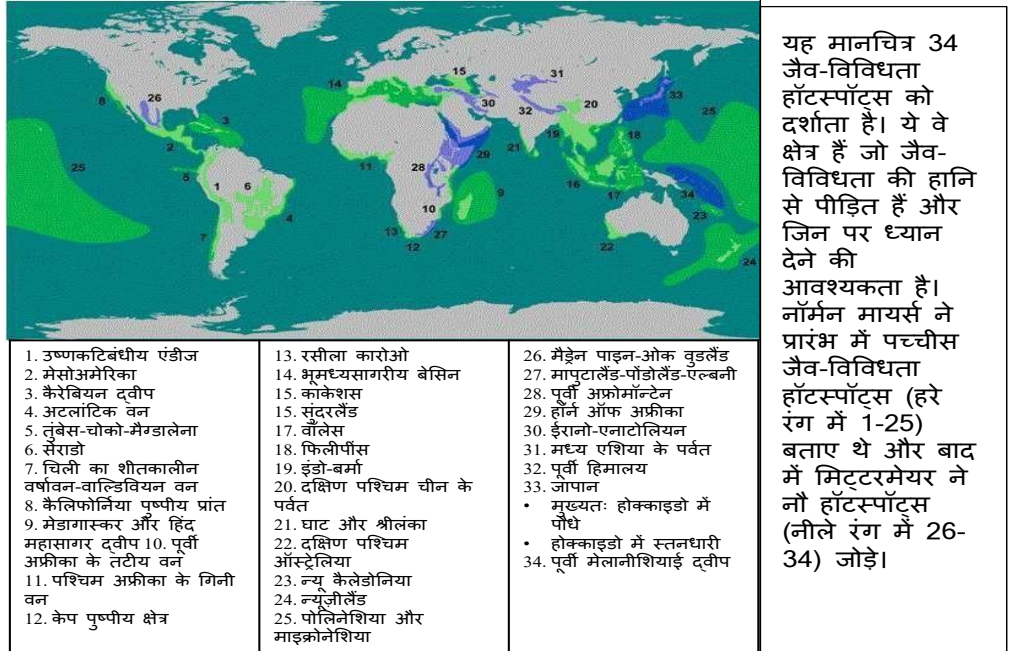 15
31
14
33
26
30
20
25
8
32
3
19
18
21
2
29
25
11
28
5
34
1
6
16
17
9
23
10
4
13
27
22
7
12
24
1. उष्णकटिबंधीय एंडीज
2. मेसोअमेरिका
3. कैरेबियन द्वीप
4. अटलांटिक वन
5. तुंबेस-चोको-मैग्डालेना
6. सेराडो
7. चिली का शीतकालीन
वर्षावन-वाल्डिवियन वन
8. कैलिफोर्निया पुष्पीय प्रांत
9. मेडागास्कर और हिंद
महासागर द्वीप 10. पूर्वी
अफ्रीका के तटीय वन
11. पश्चिम अफ्रीका के गिनी
वन
12. केप पुष्पीय क्षेत्र
13. रसीला कारोओ
14. भूमध्यसागरीय बेसिन
15. काकेशस
15. सुंदरलैंड
17. वॉलेस
18. फिलीपींस
19. इंडो-बर्मा
20. दक्षिण पश्चिम चीन के
पर्वत
21. घाट और श्रीलंका
22. दक्षिण पश्चिम
ऑस्ट्रेलिया
23. न्यू कैलेडोनिया
24. न्यूज़ीलैंड
25. पोलिनेशिया और
माइक्रोनेशिया
26. मैड्रेन पाइन-ओक वुडलैंड
27. मापुटालैंड-पोंडोलैंड-एल्बनी
28. पूर्वी अफ्रोमॉन्टेन
29. हॉर्न ऑफ अफ्रीका
30. ईरानो-एनाटोलियन
31. मध्य एशिया के पर्वत
32. पूर्वी हिमालय
33. जापान
• मुख्यतः होक्काइडो में
पौधे
• होक्काइडो में स्तनधारी
34. पूर्वी मेलानीशियाई द्वीप
यह मानचित्र 34
जैव-विविधता
हॉटस्पॉट्स को
दर्शाता है। ये वे
क्षेत्र हैं जो जैव-
विविधता की हानि
से पीड़ित हैं और
जिन पर ध्यान
देने की
आवश्यकता है।
नॉर्मन मायर्स ने
प्रारंभ में पच्चीस
जैव-विविधता
हॉटस्पॉट्स (हरे
रंग में 1-25)
बताए थे और बाद
में मिट्टरमेयर ने
नौ हॉटस्पॉट्स
(नीले रंग में 26-
34) जोड़े।